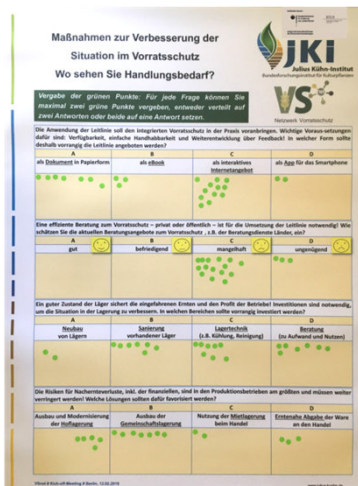 Maßnahmen zur Verbesserung der
Situation im Vorratsschutz
Wo sehen Sie Handlungsbedarf?
JKI
Julius Kühn-Institut
Bundesforschungsinstitut für Kulturpflanzen
Vergabe der grünen Punkte: Für jede Frage können Sie
maximal zwei grüne Punkte vergeben, entweder verteilt auf
zwei Antworten oder beide auf eine Antwort setzen.
VS
Netzwerk Vorratsschutz
Die Anwendung der Leitlinie soll den integrierten Vorratsschutz in der Praxis voranbringen. Wichtige Voraus-setzungen
dafür sind: Verfügbarkeit, einfache Handhabbarkeit und Weiterentwicklung über Feedback! In welcher Form sollte
deshalb vorrangig die Leitlinie angeboten werden?
A B C D
als Dokument in Papierform als eBook als interaktives als App für das Smartphone
Internetangebot
Eine effiziente Beratung zum Vorratsschutz – privat oder öffentlich – ist für die Umsetzung der Leitlinie notwendig! Wie
schätzen Sie die aktuellen Beratungsangebote zum Vorratsschutz , z.B. der Beratungsdienste Länder, ein?
A B C D
gut befriedigend mangelhaft ungenügend
Ein guter Zustand der Läger sichert die eingefahrenen Ernten und den Profit der Betriebe! Investitionen sind notwendig,
um die Situation in der Lagerung zu verbessern. In welchen Bereichen sollte vorrangig investiert werden?
A B C D
Neubau Sanierung Lagertechnik Beratung
von Lägern vorhandener Läger (z.B. Kühlung, Reinigung) (zu Aufwand und Nutzen)
Die Risiken für Nachernteverluste, inkl. der finanziellen, sind in den Produktionsbetrieben am größten und müssen weiter
verringert werden! Welche Lösungen sollten dafür favorisiert werden?
A B C D
Ausbau und Modernisierung Ausbau der Nutzung der Mietlagerung Erntenahe Abgabe der Ware
der Hoflagerung Gemeinschaftslagerung beim Handel an den Handel